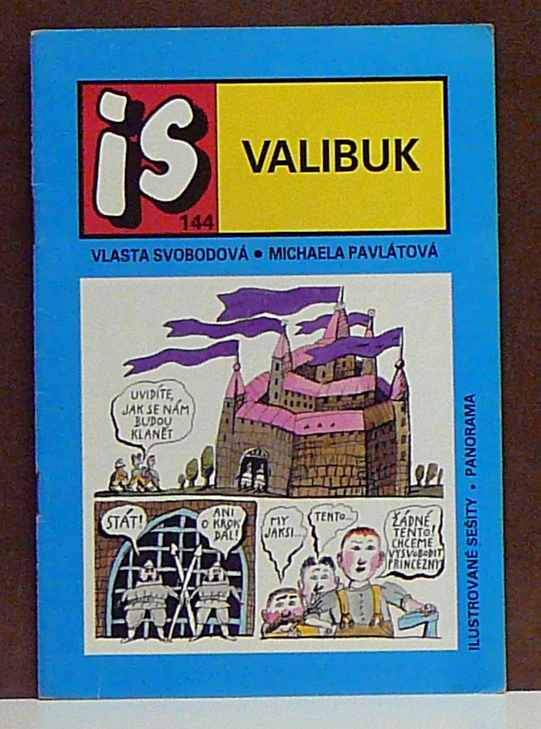 is
144
VALIBUK
VLASTA SVOBODOVÁ • MICHAELA PAVLÁTOVÁ
UVIDÍTE,
JAK SE NÁM
BUDOU
KLANĚT
STÁT!
ANI
O KROK
DÁL!
MY
JAKSI...
TENTO...
ŽÁDNÉ
TENTO!
CHCEME
VYSVOBODIT
PRINCEZNY
ILUSTROVANÉ SEŠITY • PANORAMA